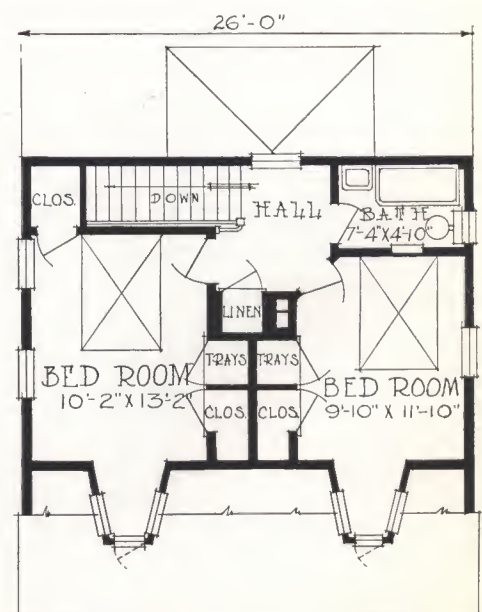 26'-0"
CLOS.
DOWN
HALL
BATH
7'-4"X4'-10"
LINEN
TRAYS
TRAYS
BED ROOM
10'-2"X13'-2"
BED ROOM
9'-10" X 11'-10"
CLOS.
CLOS.